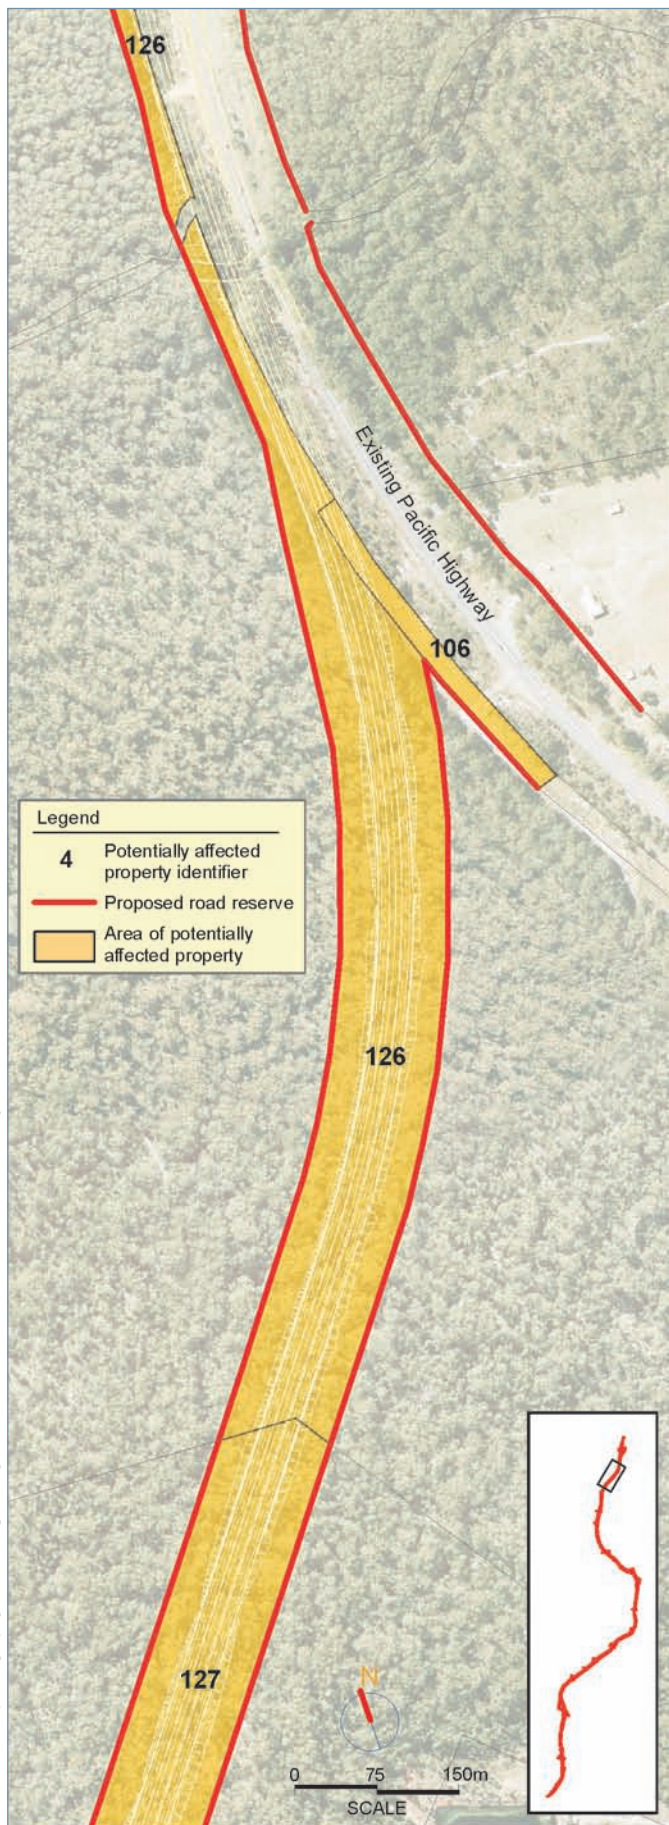 126
Existing Pacific Highway
106
Legend
4 Potentially affected
property identifier
Proposed road reserve
Area of potentially
affected property
126
127
N
0 75 150m
SCALE